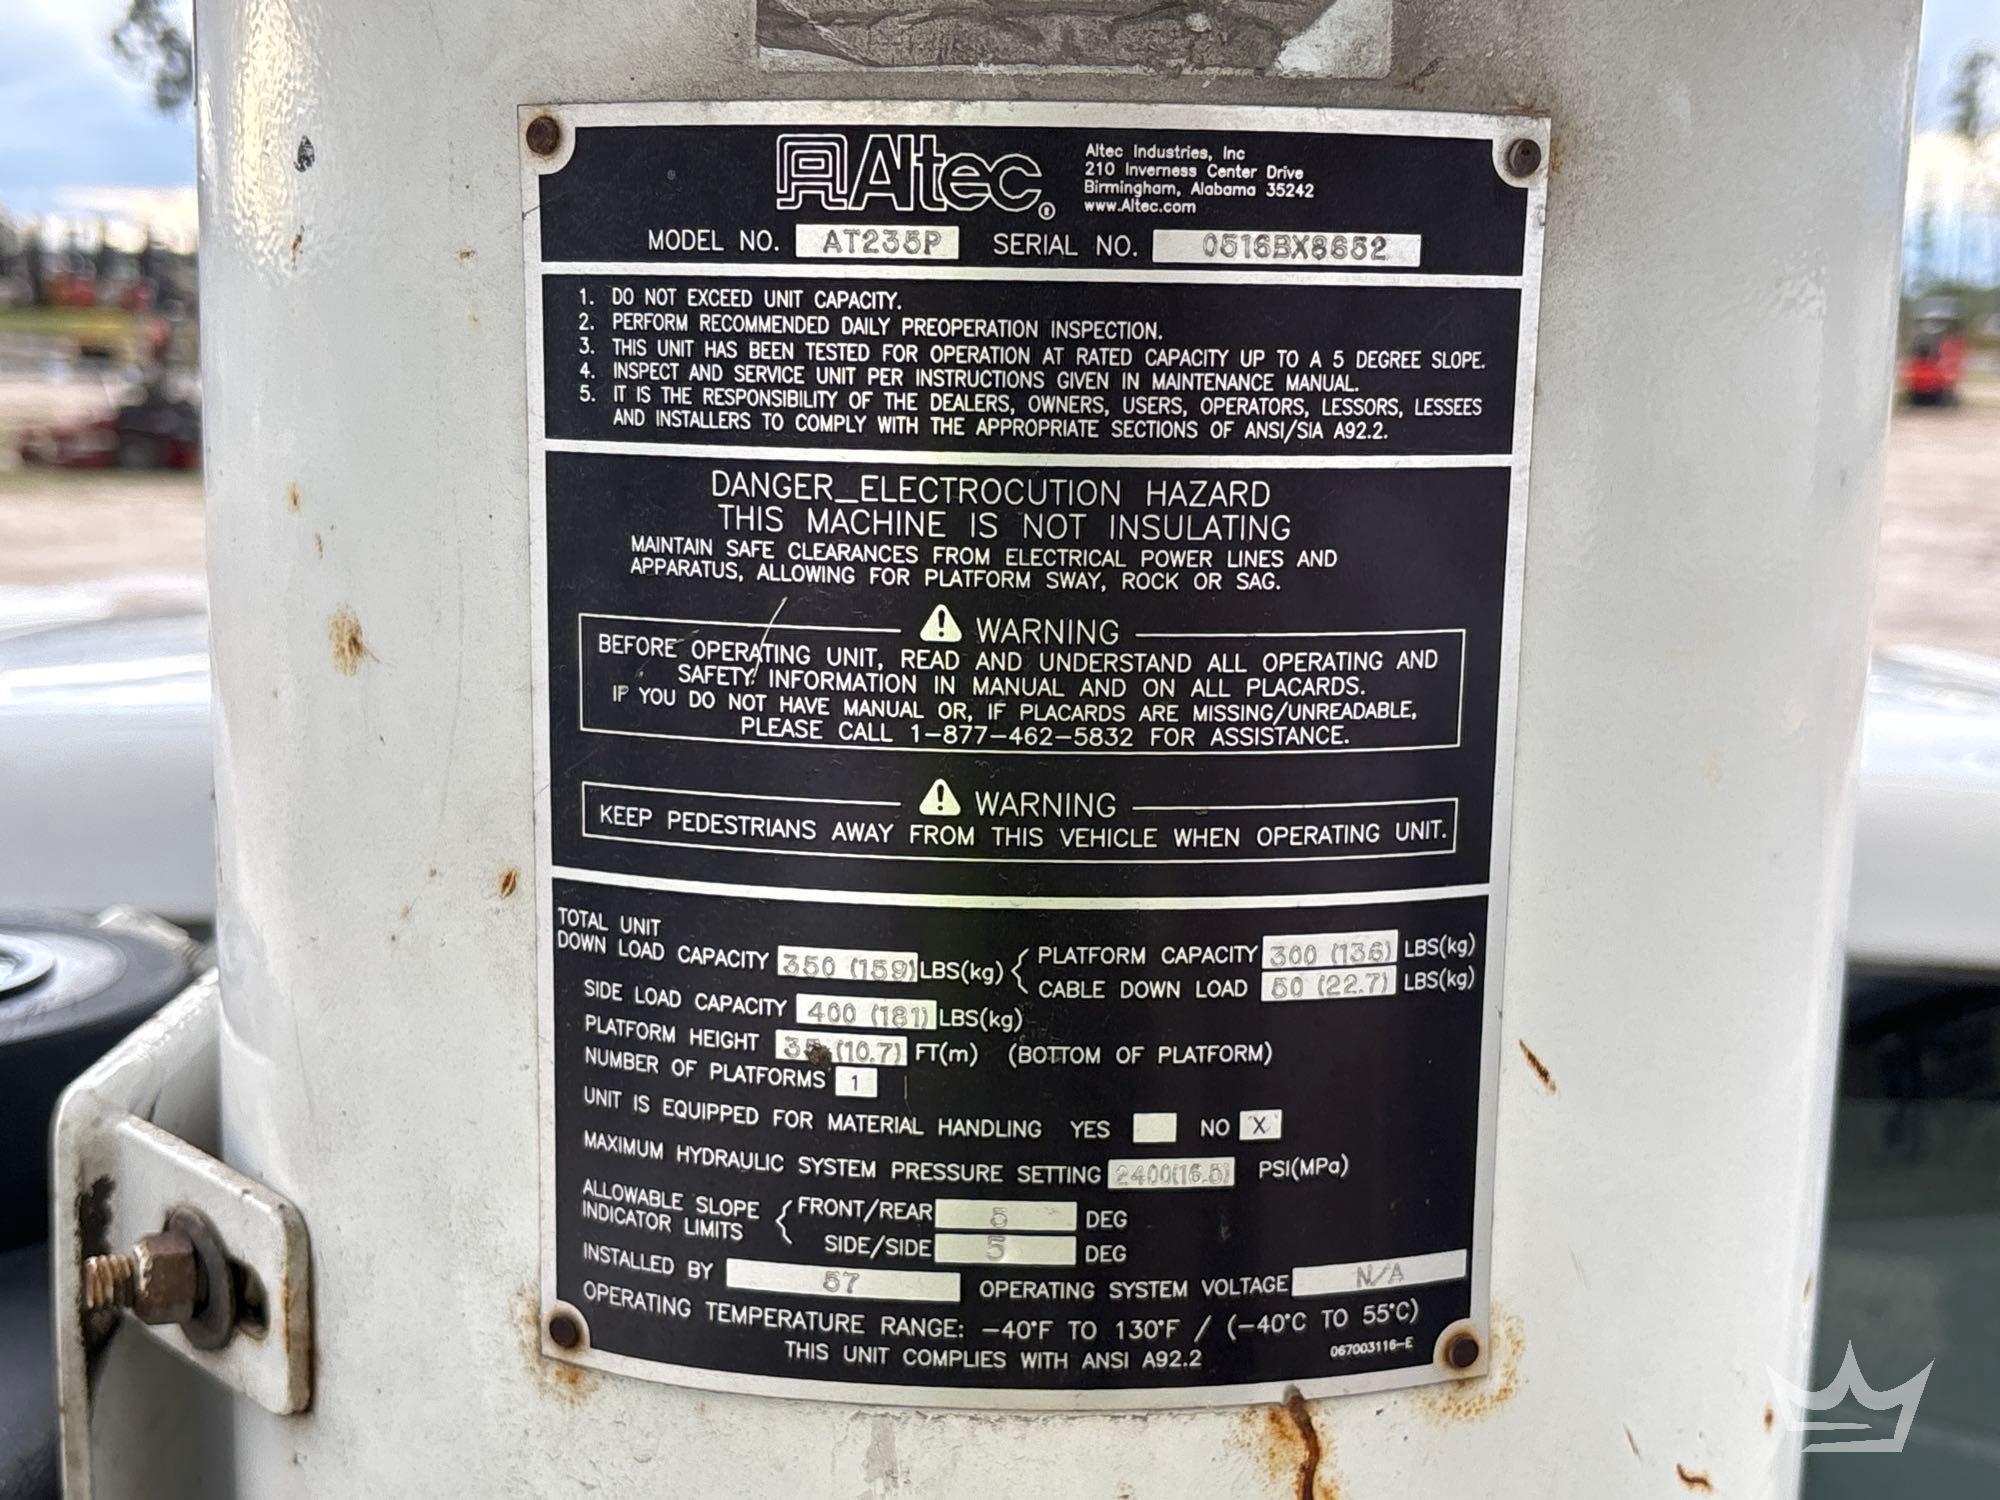 Altec®
Altec Industries, Inc
210 Inverness Center Drive
Birmingham, Alabama 35242
www.Altec.com
MODEL NO. AT235P SERIAL NO. 0516BX8652
1. DO NOT EXCEED UNIT CAPACITY.
2. PERFORM RECOMMENDED DAILY PREOPERATION INSPECTION.
3. THIS UNIT HAS BEEN TESTED FOR OPERATION AT RATED CAPACITY UP TO A 5 DEGREE SLOPE.
4. INSPECT AND SERVICE UNIT PER INSTRUCTIONS GIVEN IN MAINTENANCE MANUAL.
5. IT IS THE RESPONSIBILITY OF THE DEALERS, OWNERS, USERS, OPERATORS, LESSORS, LESSEES
AND INSTALLERS TO COMPLY WITH THE APPROPRIATE SECTIONS OF ANSI/SIA A92.2.
DANGER_ELECTROCUTION HAZARD
THIS MACHINE IS NOT INSULATING
MAINTAIN SAFE CLEARANCES FROM ELECTRICAL POWER LINES AND
APPARATUS, ALLOWING FOR PLATFORM SWAY, ROCK OR SAG.
WARNING
BEFORE OPERATING UNIT, READ AND UNDERSTAND ALL OPERATING AND
SAFETY INFORMATION IN MANUAL AND ON ALL PLACARDS.
IF YOU DO NOT HAVE MANUAL OR, IF PLACARDS ARE MISSING/UNREADABLE,
PLEASE CALL 1-877-462-5832 FOR ASSISTANCE.
WARNING
KEEP PEDESTRIANS AWAY FROM THIS VEHICLE WHEN OPERATING UNIT.
TOTAL UNIT
DOWN LOAD CAPACITY 350 (159) LBS(kg) { PLATFORM CAPACITY 300 (136) LBS(kg)
CABLE DOWN LOAD 50 (22.7) LBS(kg)
SIDE LOAD CAPACITY 400 (181) LBS(kg)
PLATFORM HEIGHT 35 (10.7) FT(m) (BOTTOM OF PLATFORM)
NUMBER OF PLATFORMS 1
UNIT IS EQUIPPED FOR MATERIAL HANDLING YES NO X
MAXIMUM HYDRAULIC SYSTEM PRESSURE SETTING 2400(16.5) PSI(MPa)
ALLOWABLE SLOPE INDICATOR LIMITS { FRONT/REAR 5 DEG
SIDE/SIDE 5 DEG
INSTALLED BY 57 OPERATING SYSTEM VOLTAGE N/A
OPERATING TEMPERATURE RANGE: -40°F TO 130°F / (-40°C TO 55°C)
THIS UNIT COMPLIES WITH ANSI A92.2
067003116-E